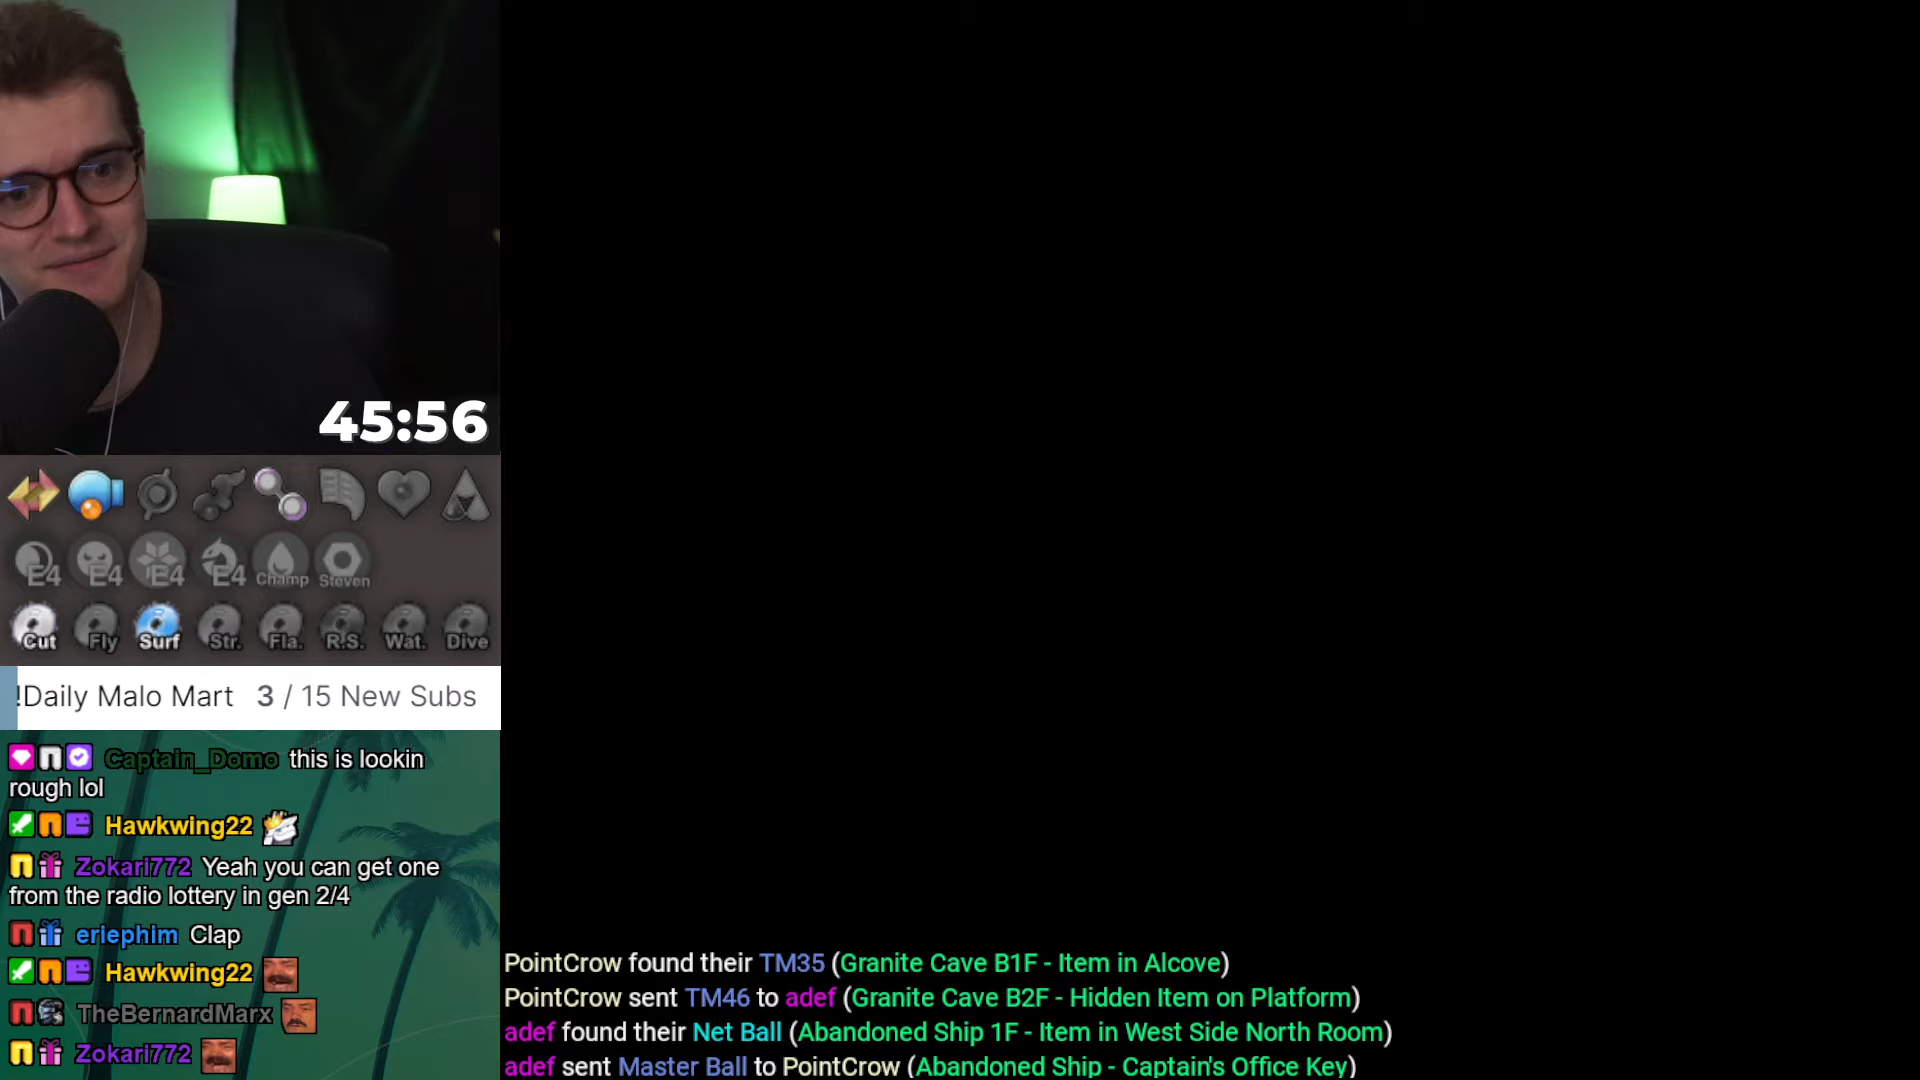 45:56
E4 E4 E4 E4 Champ Steven
Cut Fly Surf Str. Fla. R.S. Wat. Dive
!Daily Malo Mart 3 / 15 New Subs
Captain_Domo this is lookin
rough lol
Hawkwing22
Zokari772 Yeah you can get one
from the radio lottery in gen 2/4
eriephim Clap
Hawkwing22
TheBernardMarx
Zokari772
PointCrow found their TM35 (Granite Cave B1F - Item in Alcove)
PointCrow sent TM46 to adef (Granite Cave B2F - Hidden Item on Platform)
adef found their Net Ball (Abandoned Ship 1F - Item in West Side North Room)
adef sent Master Ball to PointCrow (Abandoned Ship - Captain's Office Key)